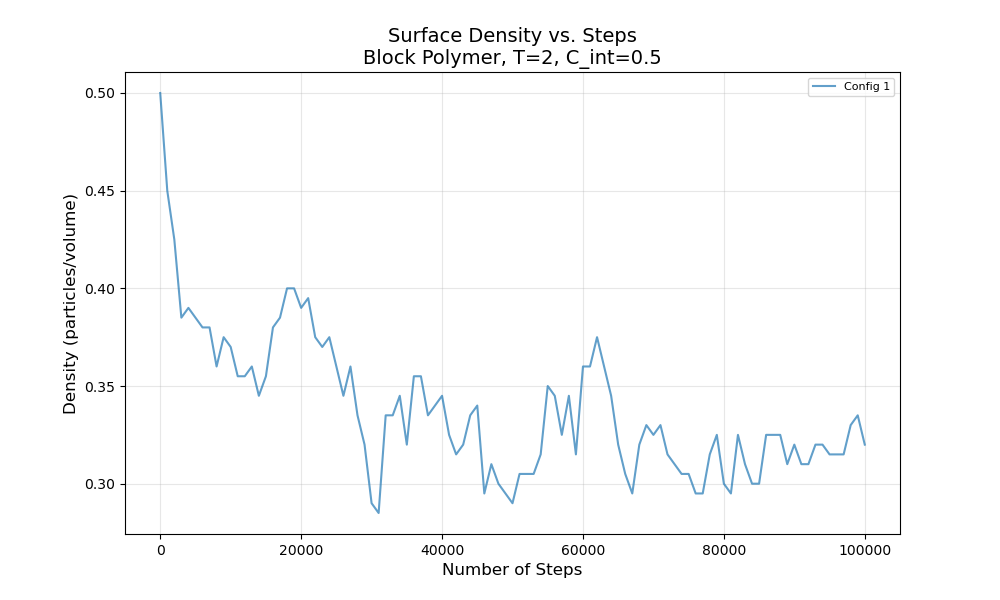 Surface Density vs. Steps
Block Polymer, T=2, C_int=0.5
Config 1
Density (particles/volume)
0.50
0.45
0.40
0.35
0.30
0
20000
40000
60000
80000
100000
Number of Steps